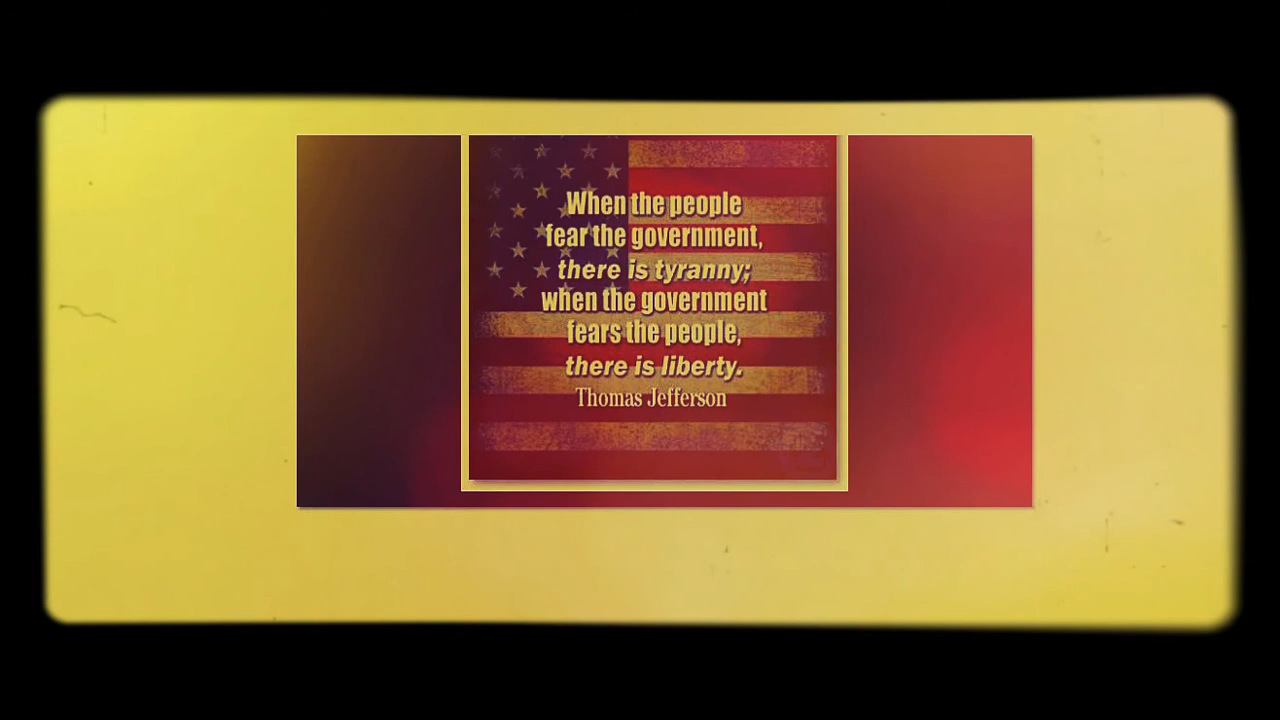 When the people
fear the government,
there is tyranny;
when the government
fears the people,
there is liberty.
Thomas Jefferson